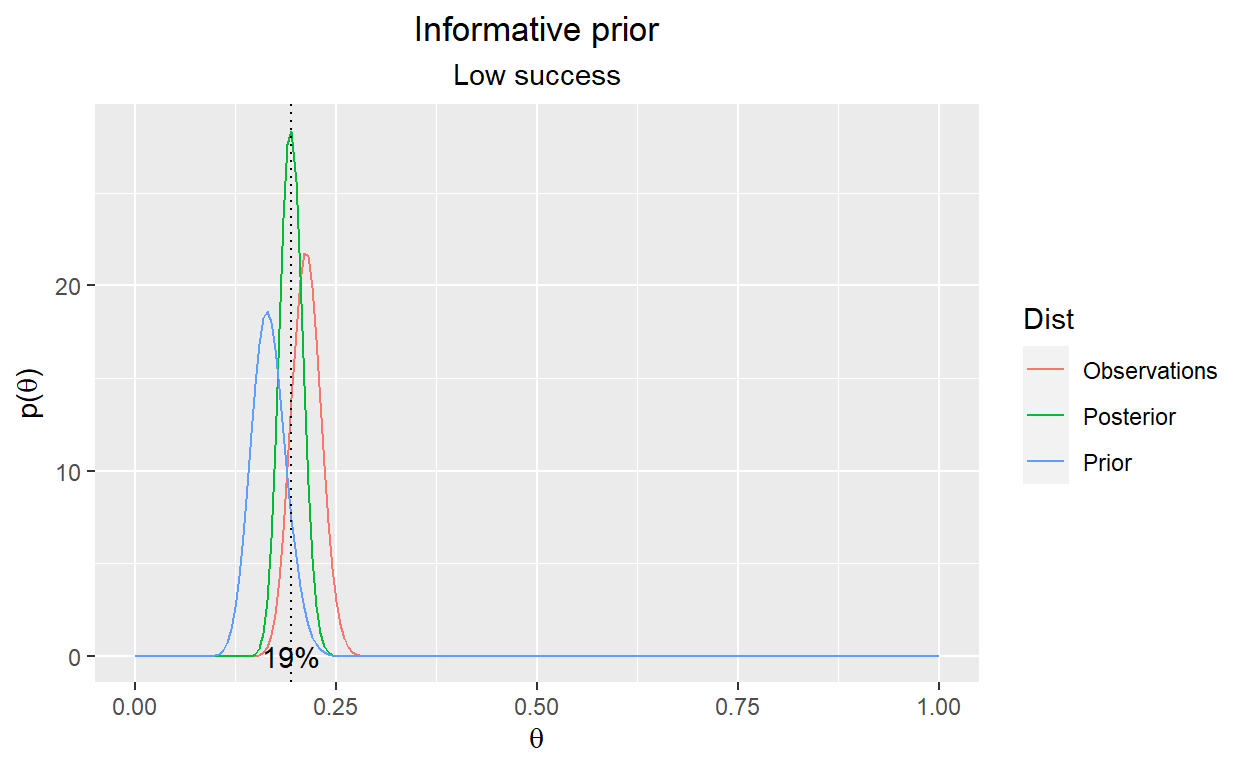 Informative prior
Low success
20
10
0
p(θ)
19%
0.00 0.25 0.50 0.75 1.00
θ
Dist
Observations
Posterior
Prior